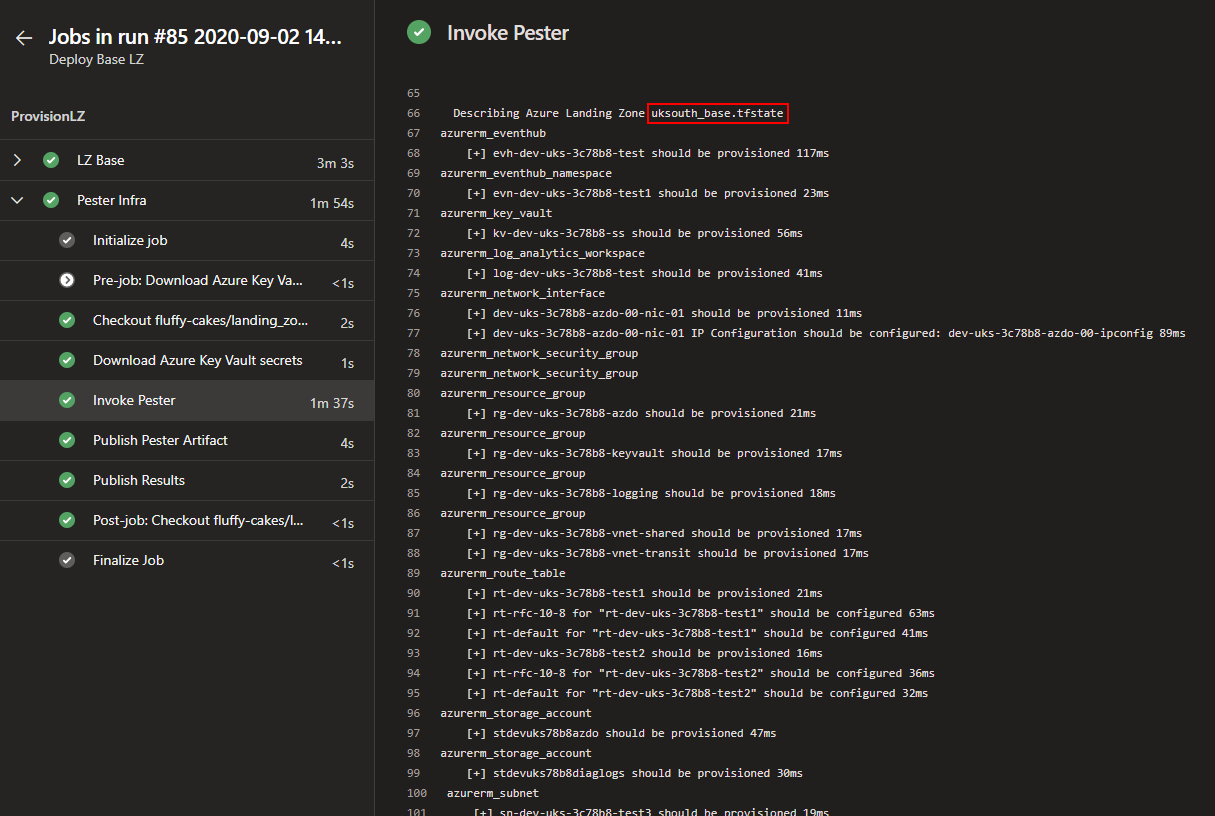 Jobs in run #85 2020-09-02 14...
Deploy Base LZ
ProvisionLZ
LZ Base 3m 3s
Pester Infra 1m 54s
Initialize job 4s
Pre-job: Download Azure Key Va... <1s
Checkout fluffy-cakes/landing_zo... 2s
Download Azure Key Vault secrets 1s
Invoke Pester 1m 37s
Publish Pester Artifact 4s
Publish Results 2s
Post-job: Checkout fluffy-cakes/l... <1s
Finalize Job <1s
Invoke Pester
65
66 Describing Azure Landing Zone uksouth_base.tfstate
67 azurerm_eventhub
68 [+] evh-dev-uks-3c78b8-test should be provisioned 117ms
69 azurerm_eventhub_namespace
70 [+] evn-dev-uks-3c78b8-test1 should be provisioned 23ms
71 azurerm_key_vault
72 [+] kv-dev-uks-3c78b8-ss should be provisioned 56ms
73 azurerm_log_analytics_workspace
74 [+] log-dev-uks-3c78b8-test should be provisioned 41ms
75 azurerm_network_interface
76 [+] dev-uks-3c78b8-azdo-00-nic-01 should be provisioned 11ms
77 [+] dev-uks-3c78b8-azdo-00-nic-01 IP Configuration should be configured: dev-uks-3c78b8-azdo-00-ipconfig 89ms
78 azurerm_network_security_group
79 azurerm_network_security_group
80 azurerm_resource_group
81 [+] rg-dev-uks-3c78b8-azdo should be provisioned 21ms
82 azurerm_resource_group
83 [+] rg-dev-uks-3c78b8-keyvault should be provisioned 17ms
84 azurerm_resource_group
85 [+] rg-dev-uks-3c78b8-logging should be provisioned 18ms
86 azurerm_resource_group
87 [+] rg-dev-uks-3c78b8-vnet-shared should be provisioned 17ms
88 [+] rg-dev-uks-3c78b8-vnet-transit should be provisioned 17ms
89 azurerm_route_table
90 [+] rt-dev-uks-3c78b8-test1 should be provisioned 21ms
91 [+] rt-rfc-10-8 for "rt-dev-uks-3c78b8-test1" should be configured 63ms
92 [+] rt-default for "rt-dev-uks-3c78b8-test1" should be configured 41ms
93 [+] rt-dev-uks-3c78b8-test2 should be provisioned 16ms
94 [+] rt-rfc-10-8 for "rt-dev-uks-3c78b8-test2" should be configured 36ms
95 [+] rt-default for "rt-dev-uks-3c78b8-test2" should be configured 32ms
96 azurerm_storage_account
97 [+] stdevuks78b8azdo should be provisioned 47ms
98 azurerm_storage_account
99 [+] stdevuks78b8diaglogs should be provisioned 30ms
100 azurerm_subnet
101 [+] sn-dev-uks-3c78b8-test3 should be provisioned 19ms